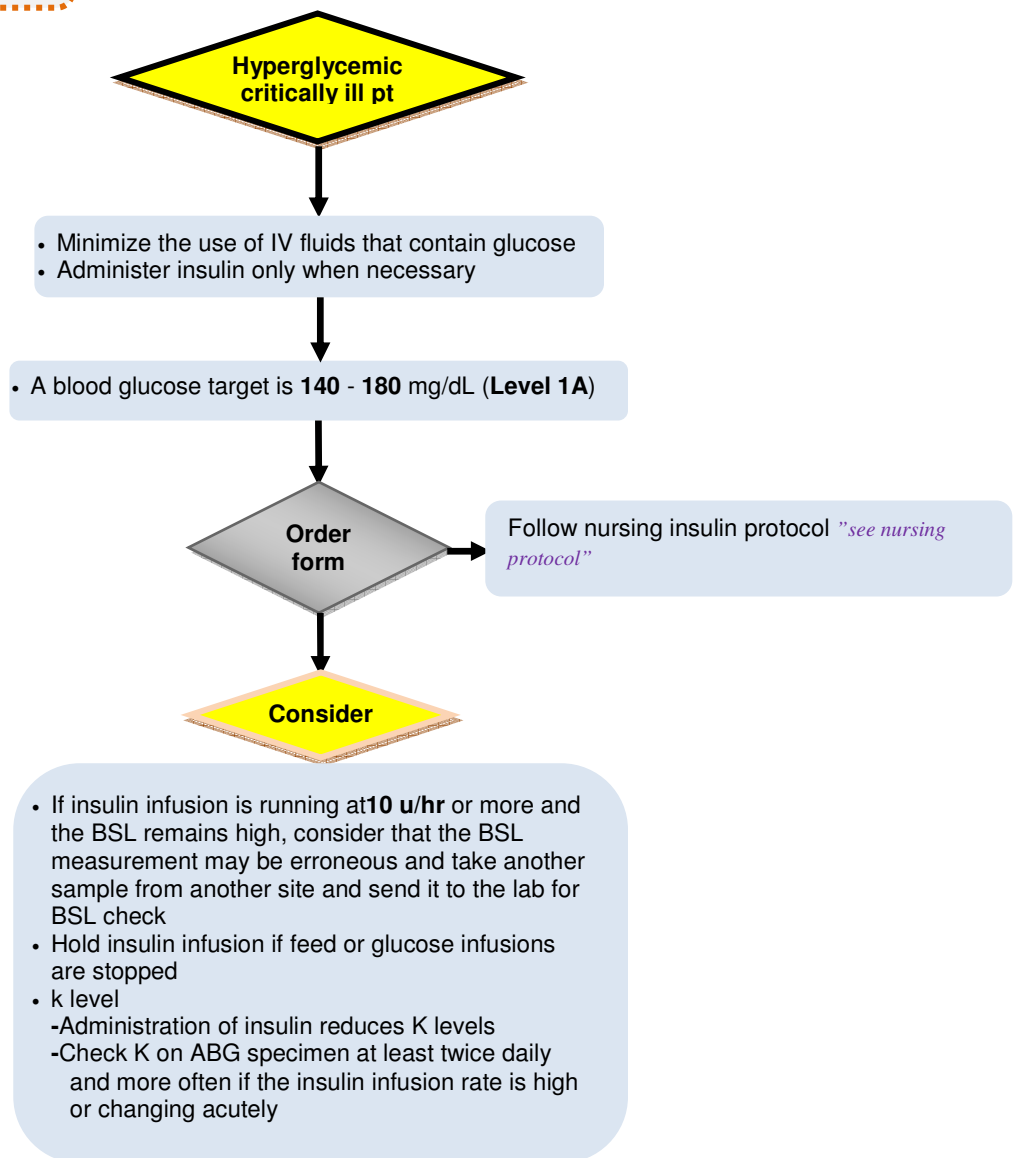 Hyperglycemic
critically ill pt
• Minimize the use of IV fluids that contain glucose
• Administer insulin only when necessary
• A blood glucose target is 140 - 180 mg/dL (Level 1A)
Order
form
Follow nursing insulin protocol ”see nursing
protocol”
Consider
• If insulin infusion is running at10 u/hr or more and
the BSL remains high, consider that the BSL
measurement may be erroneous and take another
sample from another site and send it to the lab for
BSL check
• Hold insulin infusion if feed or glucose infusions
are stopped
• k level
-Administration of insulin reduces K levels
-Check K on ABG specimen at least twice daily
and more often if the insulin infusion rate is high
or changing acutely